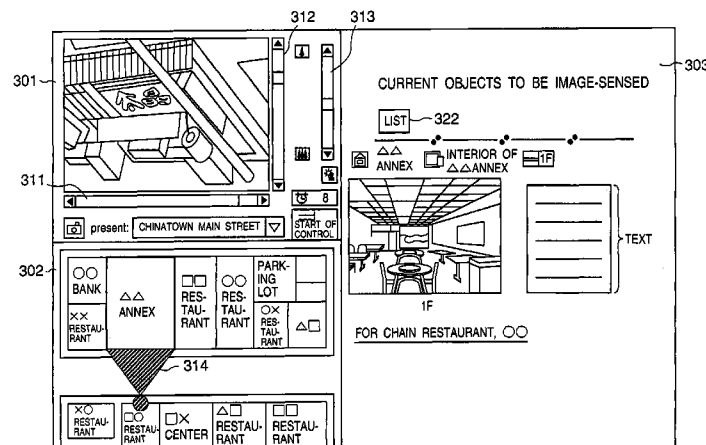 312
313
301
303
CURRENT OBJECTS TO BE IMAGE-SENSED
LIST
322
△△
ANNEX
INTERIOR OF
△△ANNEX
1F
311
8
present: CHINATOWN MAIN STREET
START OF
CONTROL
TEXT
1F
302
○○
BANK
××
RESTAU-
RANT
△△
ANNEX
□□
RES-
TAU-
RANT
○○
RES-
TAU-
RANT
PARK-
ING
LOT
○×
RES-
TAU-
RANT
△□
FOR CHAIN RESTAURANT, ○○
314
×○
RESTAU-
RANT
□○
RESTAU-
RANT
□×
CENTER
△□
RESTAU-
RANT
□□
RESTAU-
RANT